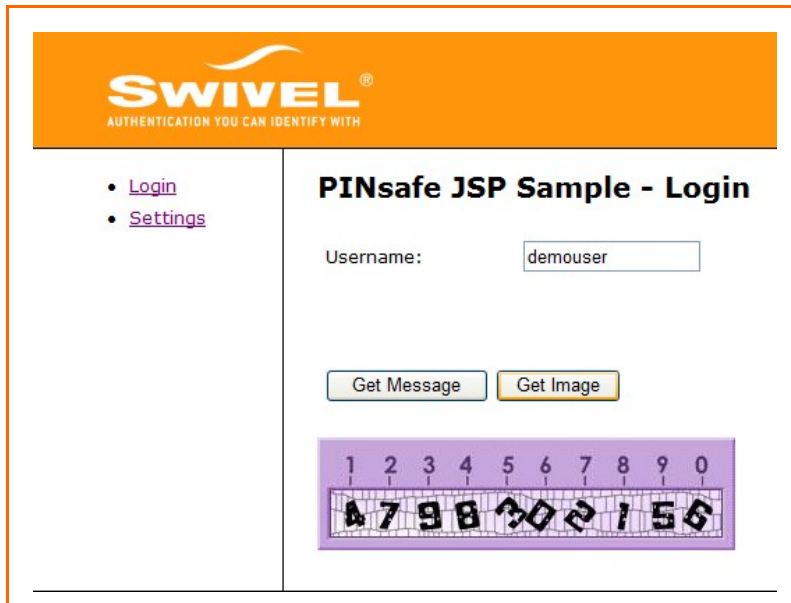 SWIVEL®
AUTHENTICATION YOU CAN IDENTIFY WITH
Login
Settings
PINsafe JSP Sample - Login
Username: demouser
Get Message Get Image
1 2 3 4 5 6 7 8 9 0
4 7 9 8 3 0 2 1 5 6